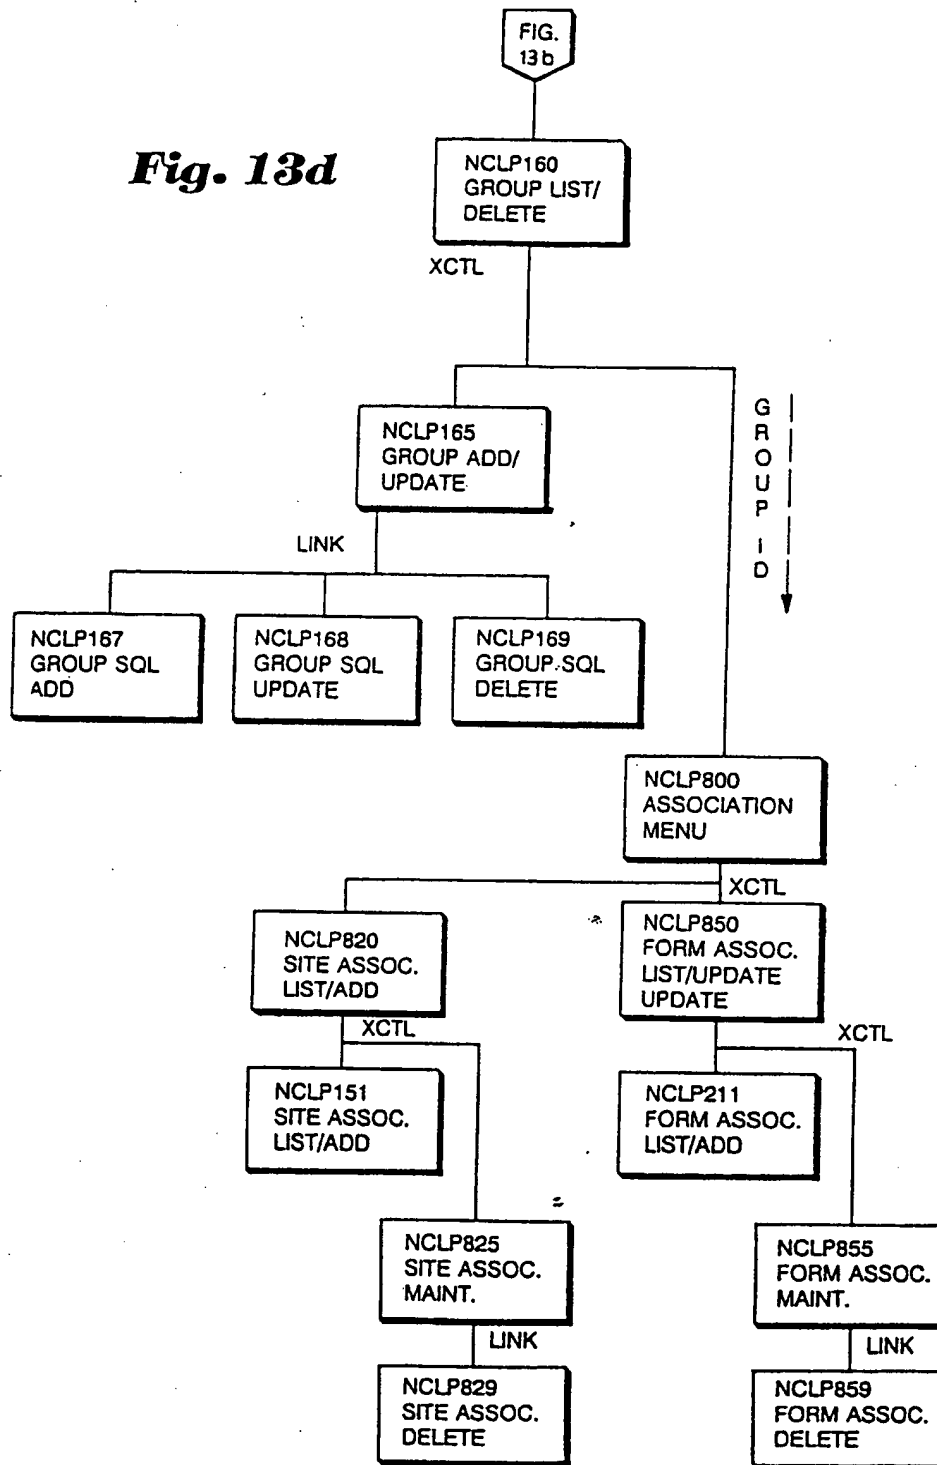 FIG.
13b
Fig. 13d
NCLP160
GROUP LIST/
DELETE
XCTL
NCLP165
GROUP ADD/
UPDATE
GROUP ID
LINK
NCLP167
GROUP SQL
ADD
NCLP168
GROUP SQL
UPDATE
NCLP169
GROUP SQL
DELETE
NCLP800
ASSOCIATION
MENU
XCTL
NCLP820
SITE ASSOC.
LIST/ADD
NCLP850
FORM ASSOC.
LIST/UPDATE
UPDATE
XCTL
XCTL
NCLP151
SITE ASSOC.
LIST/ADD
NCLP211
FORM ASSOC.
LIST/ADD
NCLP825
SITE ASSOC.
MAINT.
NCLP855
FORM ASSOC.
MAINT.
LINK
LINK
NCLP829
SITE ASSOC.
DELETE
NCLP859
FORM ASSOC.
DELETE